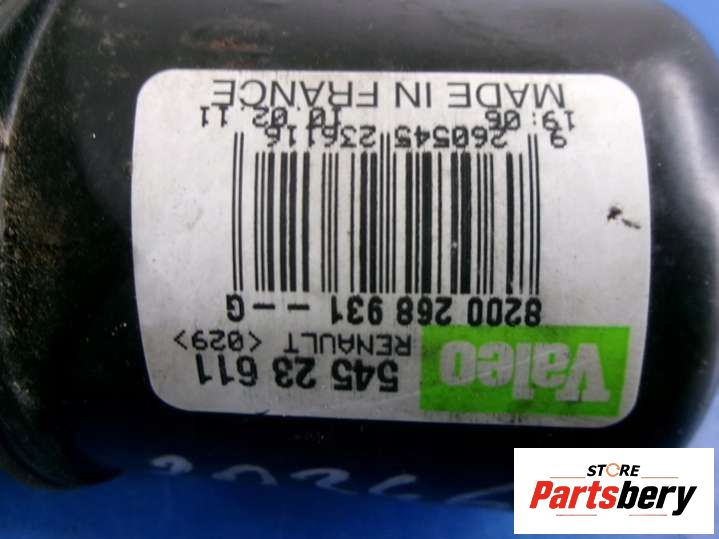 Valeo
545 23 611
RENAULT <029>
8200 268 931 --G
9 260545 236116
19:06 10.02 11
MADE IN FRANCE
STORE
Partsbery